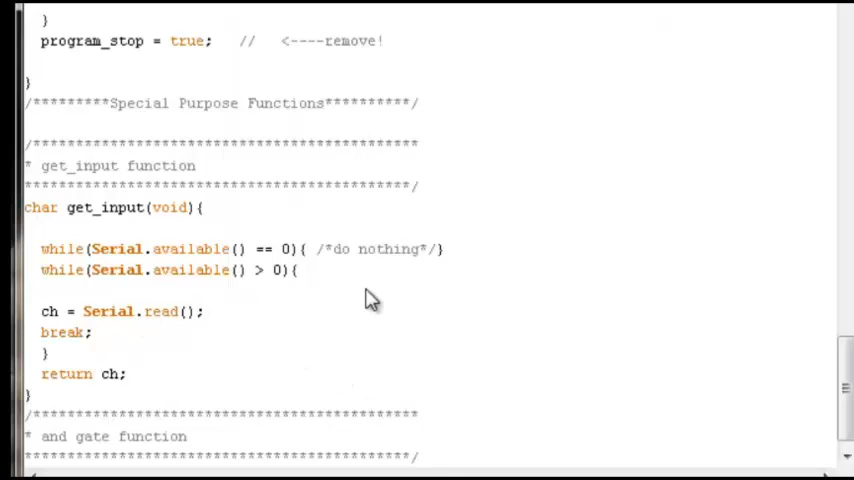 }
program_stop = true;   //   <----remove!
}
/*********Special Purpose Functions**********/
/*********************************************
* get_input function
*********************************************/
char get_input(void){
while(Serial.available() == 0){ /*do nothing*/}
while(Serial.available() > 0){
ch = Serial.read();
break;
}
return ch;
}
/*********************************************
* and gate function
*********************************************/